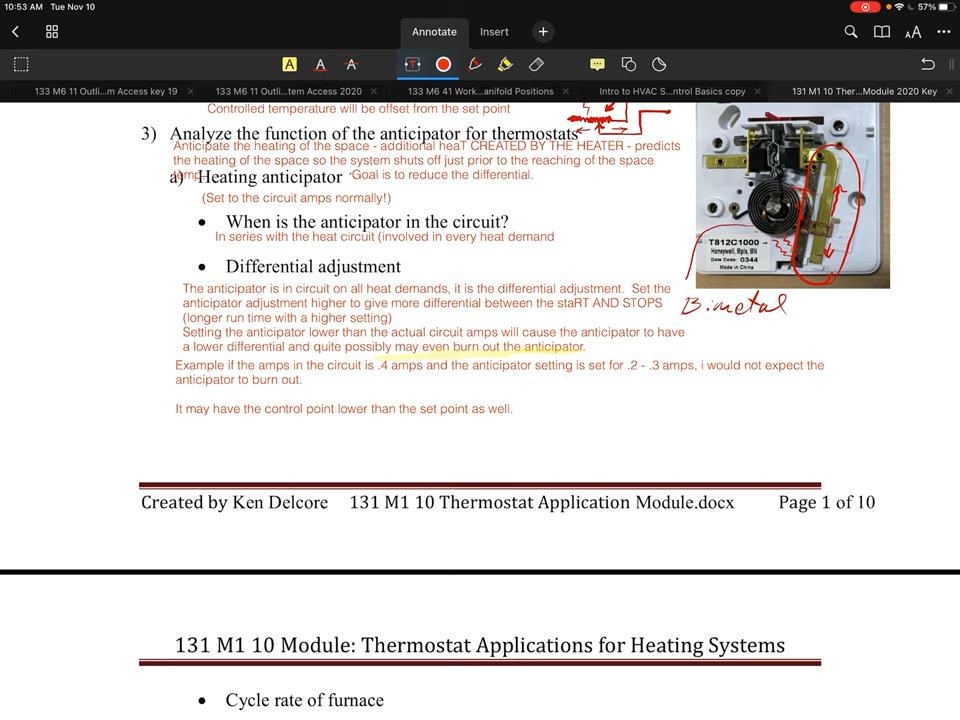 10:53 AM Tue Nov 10
57%
Annotate
Insert
133 M6 11 Outli...m Access key 19
133 M6 11 Outli...tem Access 2020
133 M6 41 Work...anifold Positions
Intro to HVAC S...ntrol Basics copy
131 M1 10 Ther...Module 2020 Key
Controlled temperature will be offset from the set point
3) Analyze the function of the anticipator for thermostats
Anticipate the heating of the space - additional heaT CREATED BY THE HEATER - predicts
the heating of the space so the system shuts off just prior to the reaching of the space
temp. Goal is to reduce the differential.
a) Heating anticipator
(Set to the circuit amps normally!)
• When is the anticipator in the circuit?
In series with the heat circuit (involved in every heat demand
• Differential adjustment
The anticipator is in circuit on all heat demands, it is the differential adjustment. Set the
anticipator adjustment higher to give more differential between the staRT AND STOPS
(longer run time with a higher setting)
Setting the anticipator lower than the actual circuit amps will cause the anticipator to have
a lower differential and quite possibly may even burn out the anticipator.
Example if the amps in the circuit is .4 amps and the anticipator setting is set for .2 - .3 amps, i would not expect the
anticipator to burn out.
It may have the control point lower than the set point as well.
T812C1000
Honeywell, Mpls, MN
Date Code: 0344
Made in China
Bimetal
Created by Ken Delcore 131 M1 10 Thermostat Application Module.docx Page 1 of 10
131 M1 10 Module: Thermostat Applications for Heating Systems
• Cycle rate of furnace